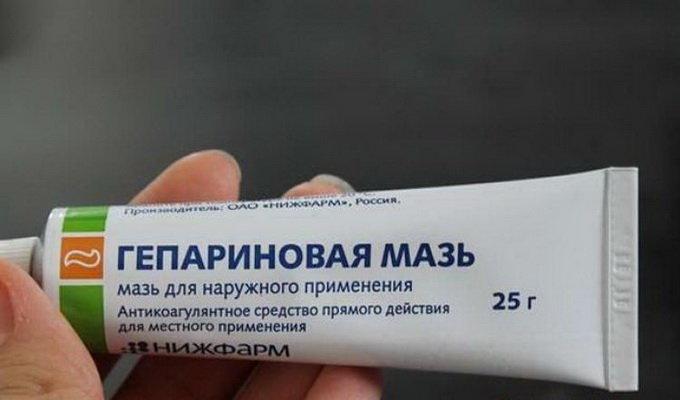 Производитель: ОАО «НИЖФАРМ», Россия.
ГЕПАРИНОВАЯ МАЗЬ
мазь для наружного применения
Антикоагулянтное средство прямого действия
для местного применения
25 г
НИЖФАРМ